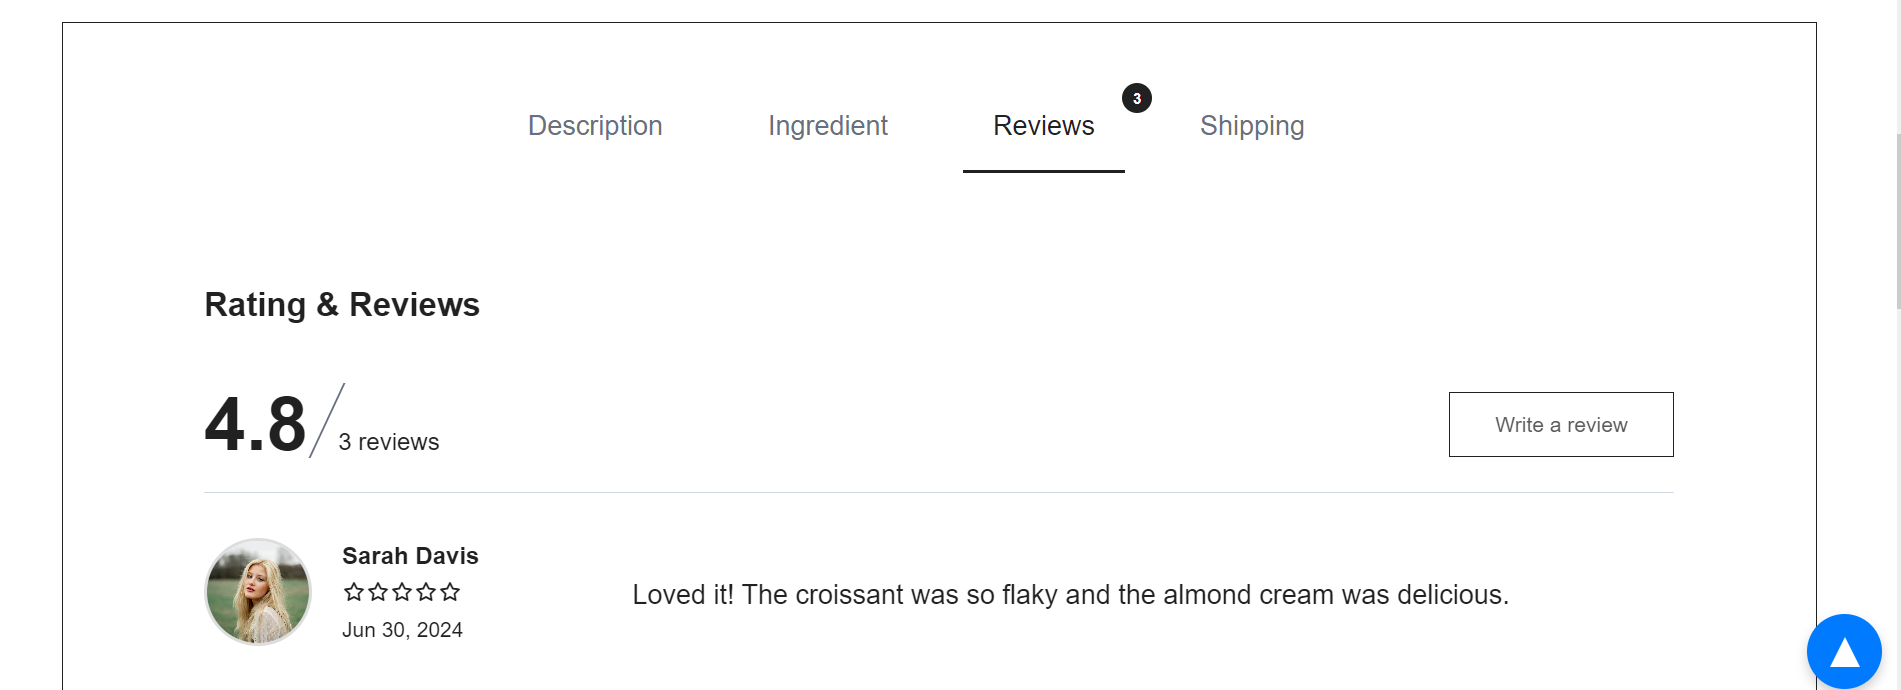 3
Description Ingredient Reviews Shipping
Rating & Reviews
4.8 3 reviews
Write a review
Sarah Davis
Jun 30, 2024
Loved it! The croissant was so flaky and the almond cream was delicious.